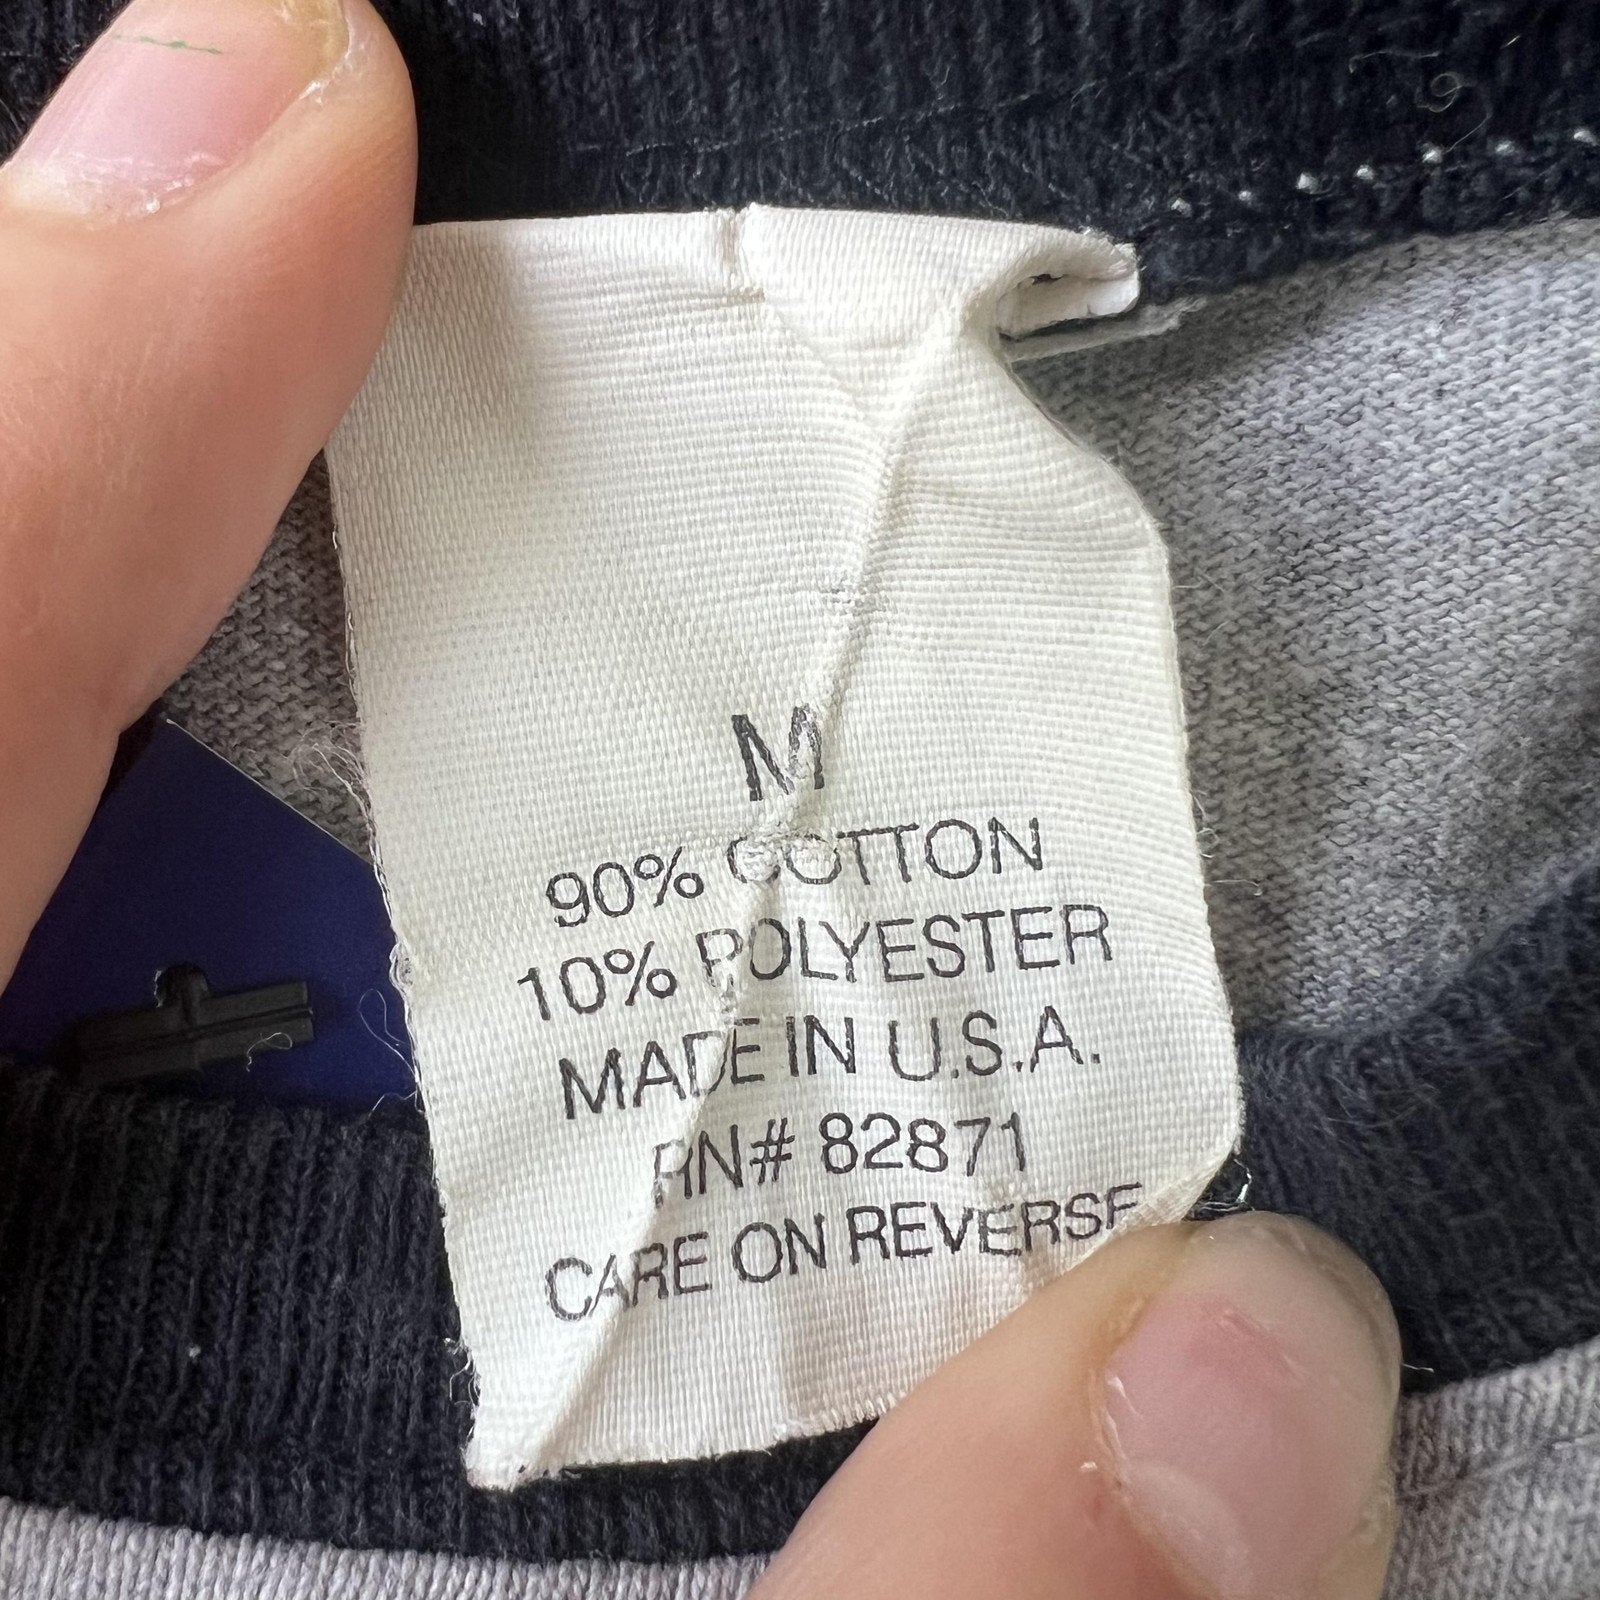 M
90% COTTON
10% POLYESTER
MADE IN U.S.A.
RN# 82871
CARE ON REVERSE